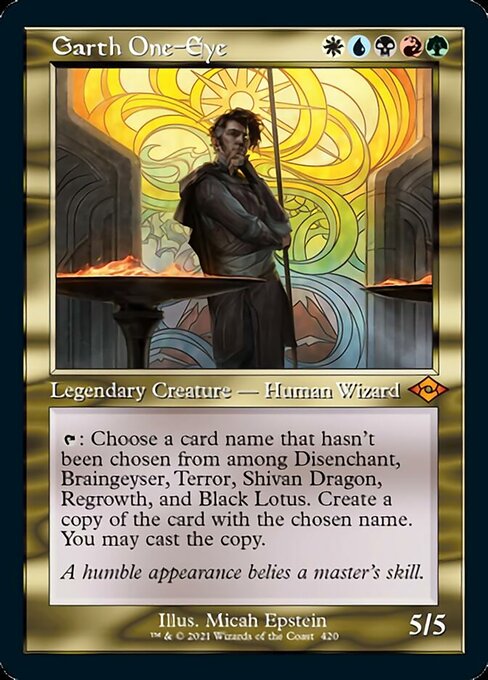 Garth One-Eye
Legendary Creature — Human Wizard
: Choose a card name that hasn't
been chosen from among Disenchant,
Braingeyser, Terror, Shivan Dragon,
Regrowth, and Black Lotus. Create a
copy of the card with the chosen name.
You may cast the copy.
A humble appearance belies a master's skill.
Illus. Micah Epstein
™ & © 2021 Wizards of the Coast 420
5/5